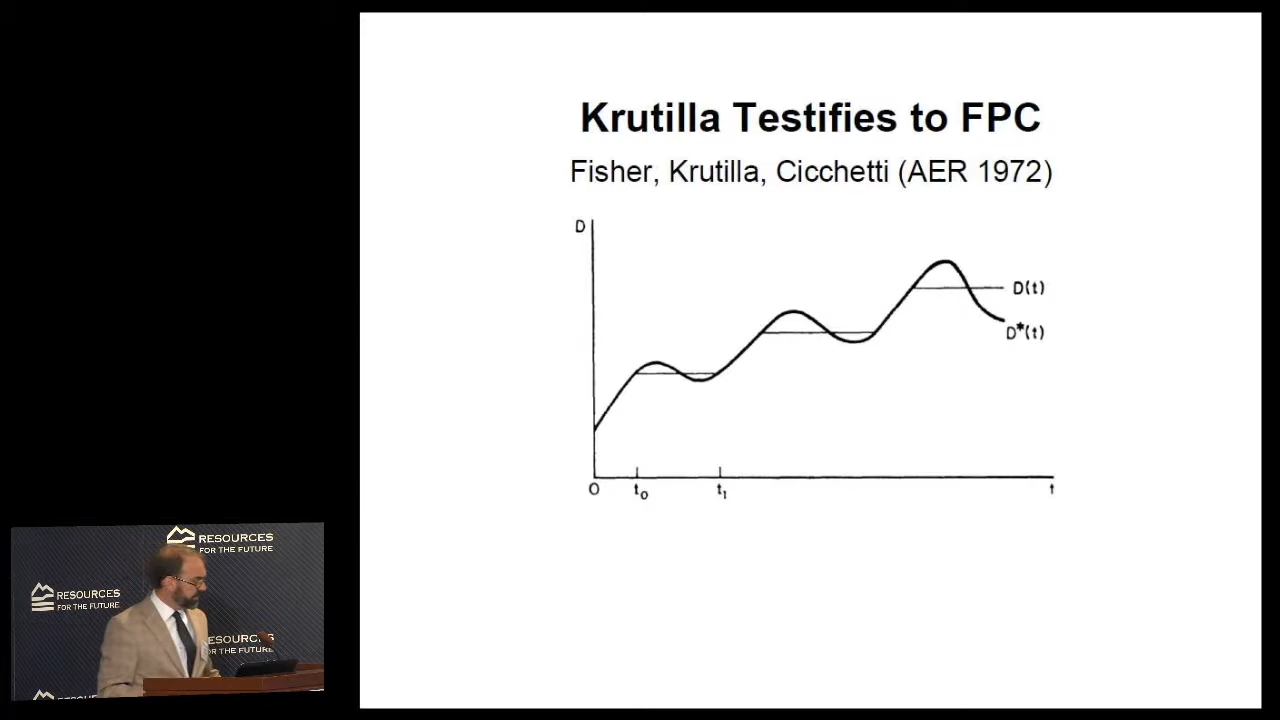 Krutilla Testifies to FPC
Fisher, Krutilla, Cicchetti (AER 1972)
D
D(t)
D*(t)
O
t₀
t₁
t
RESOURCES
FOR THE FUTURE
RESOURCES
FOR THE FUTURE
RESOURCES
FOR THE FUTURE